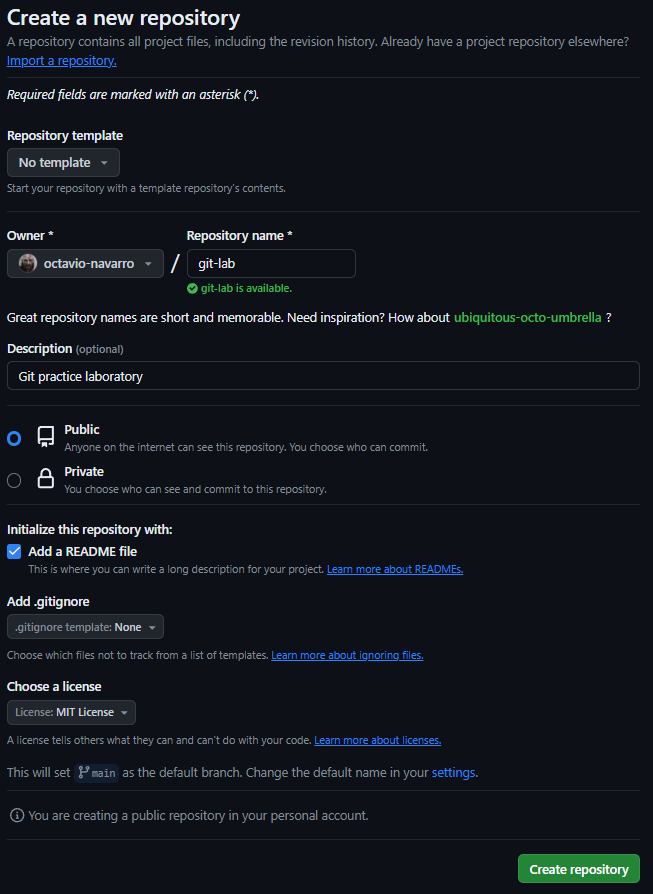 Create a new repository
A repository contains all project files, including the revision history. Already have a project repository elsewhere?
Import a repository.
Required fields are marked with an asterisk (*).
Repository template
No template
Start your repository with a template repository's contents.
Owner *
Repository name *
octavio-navarro
/
git-lab
git-lab is available.
Great repository names are short and memorable. Need inspiration? How about ubiquitous-octo-umbrella ?
Description (optional)
Git practice laboratory
Public
Anyone on the internet can see this repository. You choose who can commit.
Private
You choose who can see and commit to this repository.
Initialize this repository with:
Add a README file
This is where you can write a long description for your project. Learn more about READMEs.
Add .gitignore
.gitignore template: None
Choose which files not to track from a list of templates. Learn more about ignoring files.
Choose a license
License: MIT License
A license tells others what they can and can't do with your code. Learn more about licenses.
This will set main as the default branch. Change the default name in your settings.
You are creating a public repository in your personal account.
Create repository